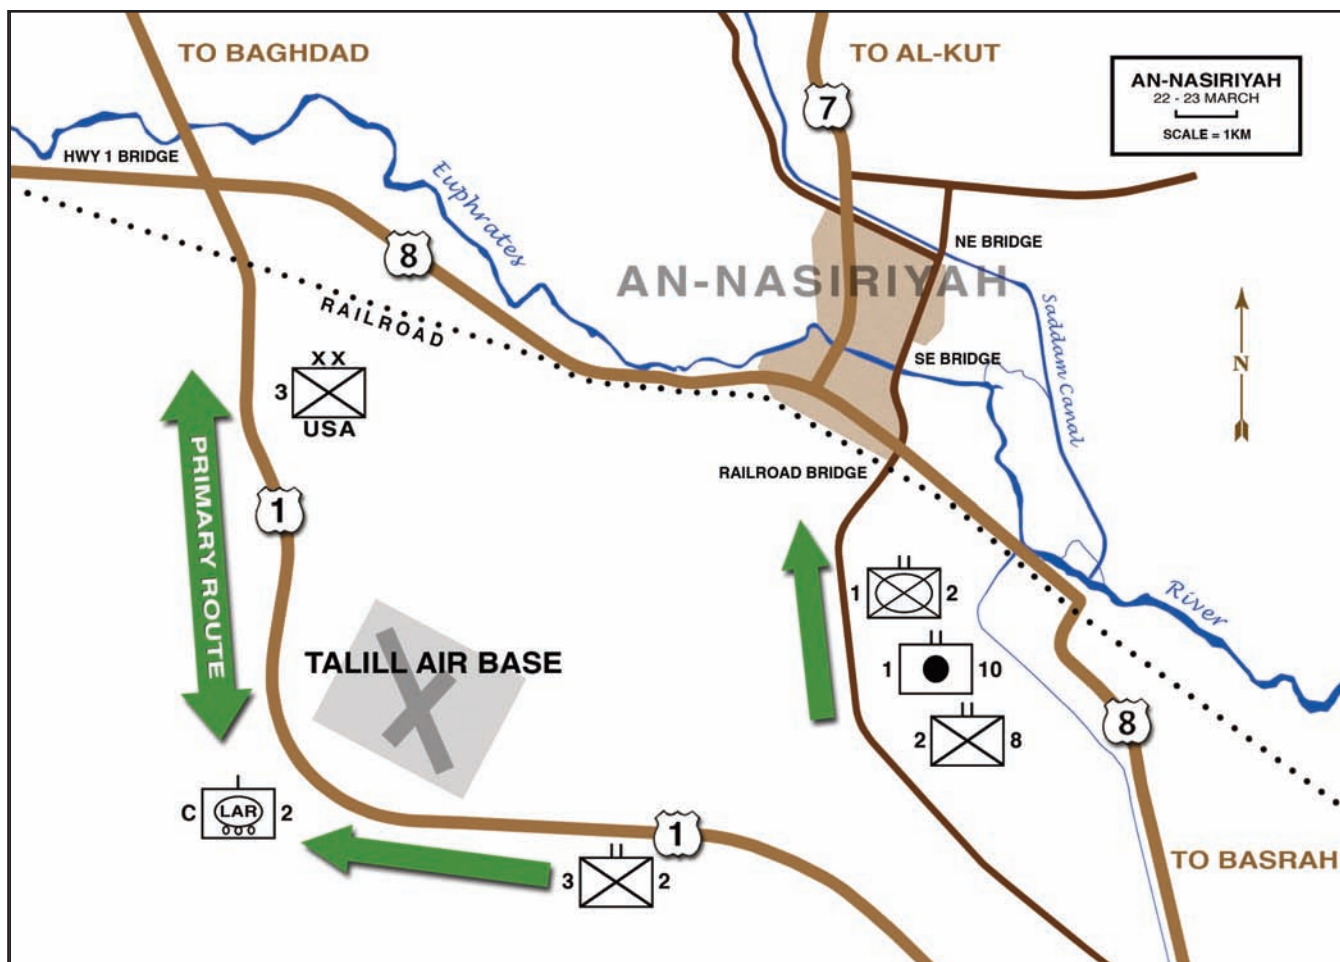 TO BAGHDAD
TO AL-KUT
AN-NASIRIYAH
22 - 23 MARCH
SCALE = 1KM
7
HWY 1 BRIDGE
Euphrates
8
NE BRIDGE
AN-NASIRIYAH
RAILROAD
Saddam Canal
SE BRIDGE
N
XX
3
USA
PRIMARY ROUTE
RAILROAD BRIDGE
1
1 2
River
1 10
TALILL AIR BASE
2 8
8
C LAR 2
1
3 2
TO BASRAH